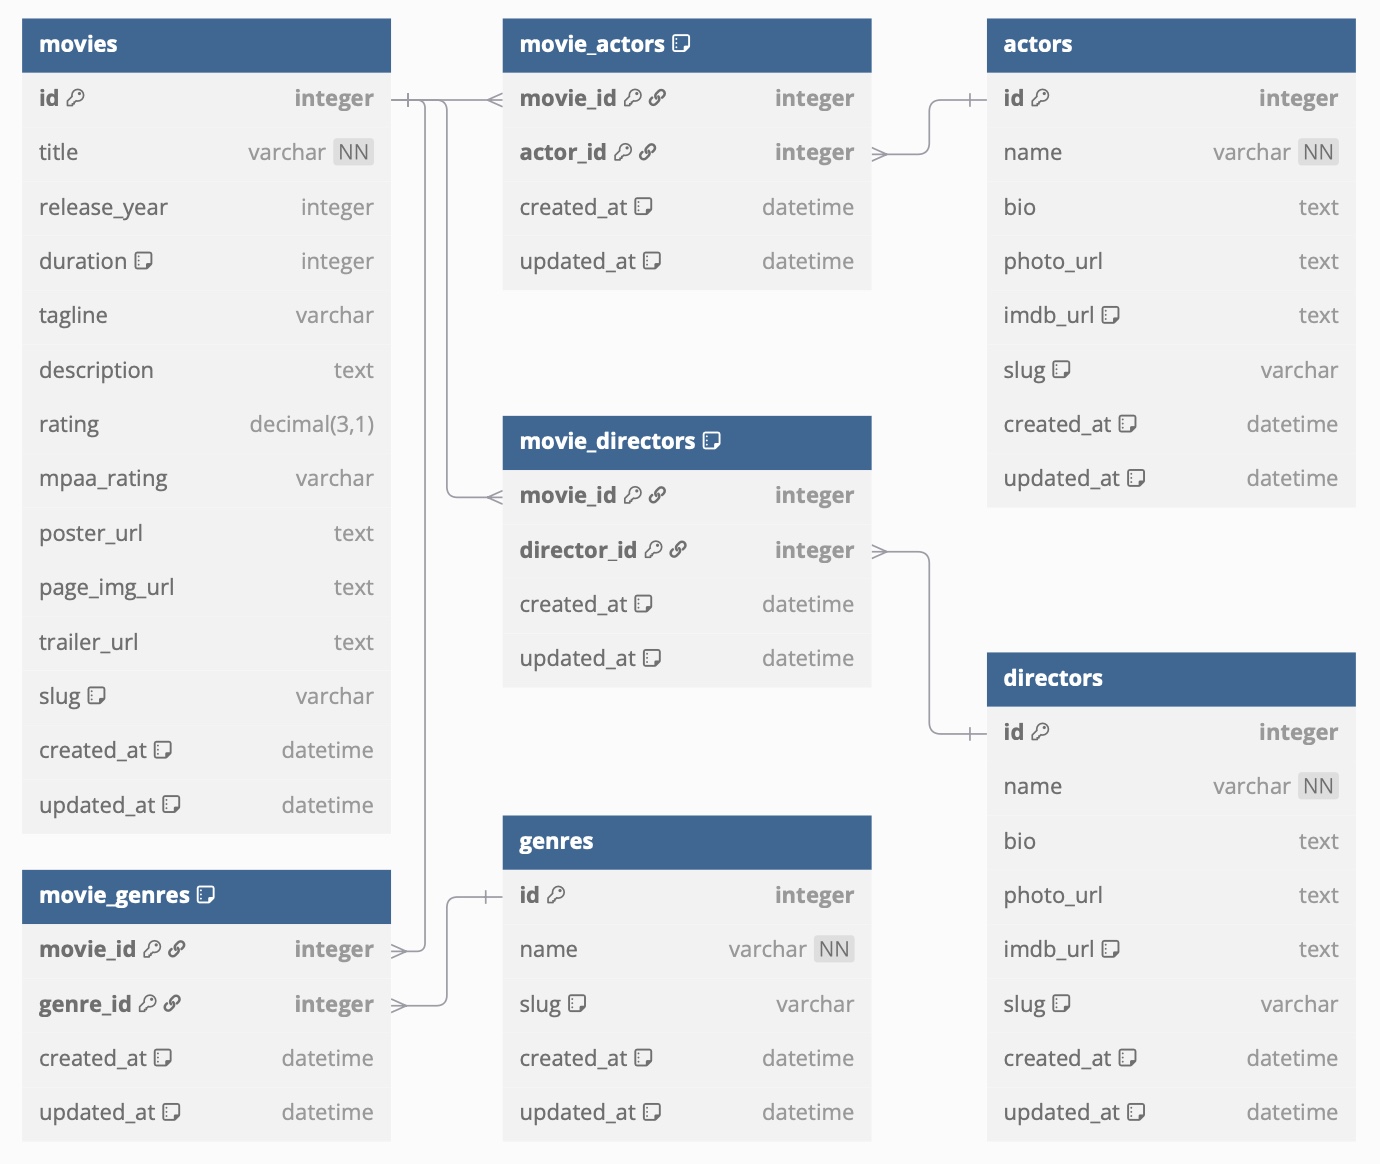 movies
id integer
title varchar NN
release_year integer
duration integer
tagline varchar
description text
rating decimal(3,1)
mpaa_rating varchar
poster_url text
page_img_url text
trailer_url text
slug varchar
created_at datetime
updated_at datetime
movie_genres
movie_id integer
genre_id integer
created_at datetime
updated_at datetime
movie_actors
movie_id integer
actor_id integer
created_at datetime
updated_at datetime
movie_directors
movie_id integer
director_id integer
created_at datetime
updated_at datetime
genres
id integer
name varchar NN
slug varchar
created_at datetime
updated_at datetime
actors
id integer
name varchar NN
bio text
photo_url text
imdb_url text
slug varchar
created_at datetime
updated_at datetime
directors
id integer
name varchar NN
bio text
photo_url text
imdb_url text
slug varchar
created_at datetime
updated_at datetime